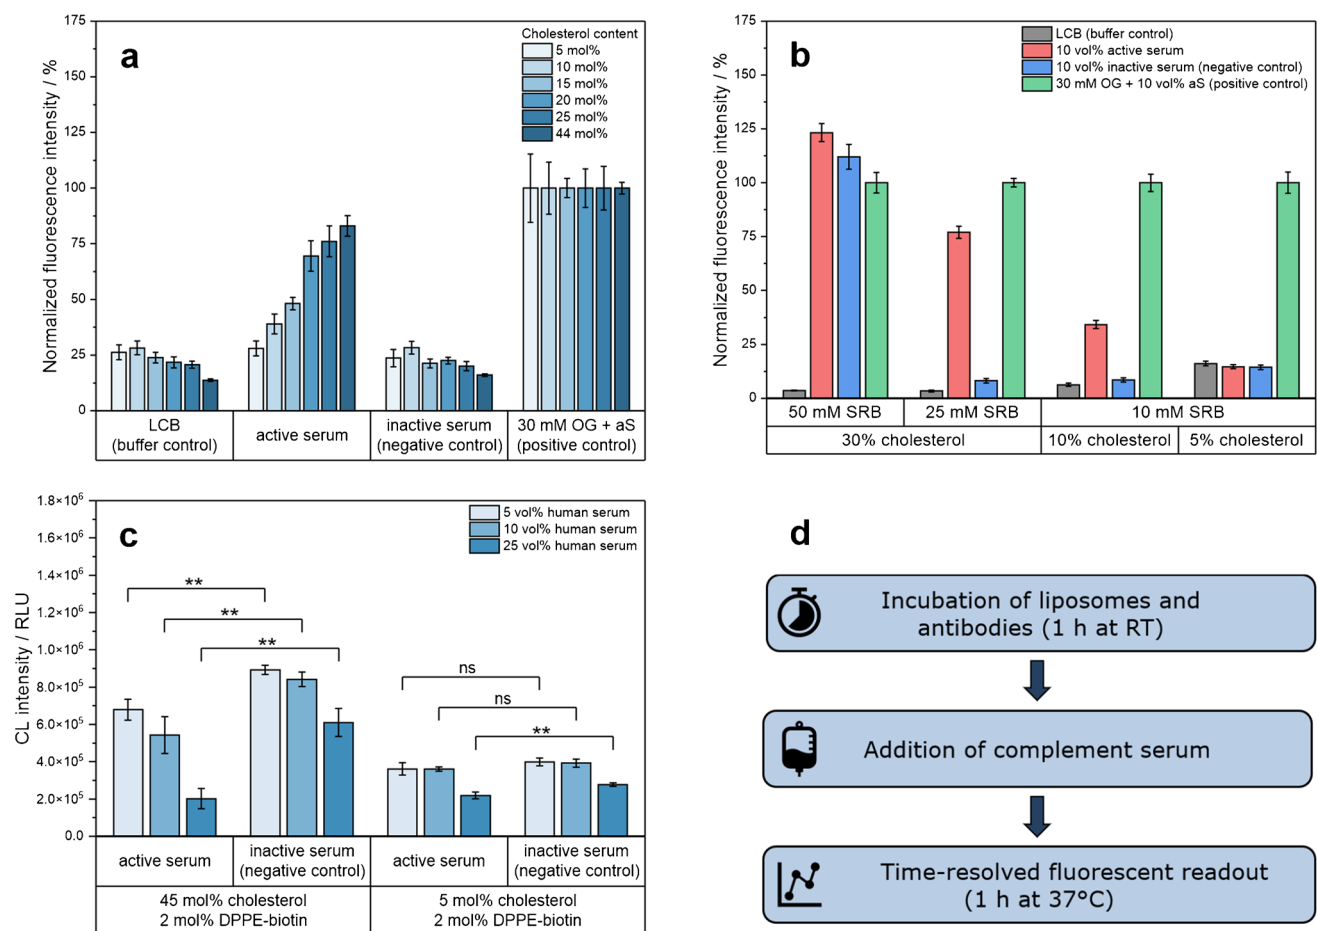 a
Normalized fluorescence intensity / %
175
150
125
100
75
50
25
0
Cholesterol content
5 mol%
10 mol%
15 mol%
20 mol%
25 mol%
44 mol%
LCB
(buffer control)
active serum
inactive serum
(negative control)
30 mM OG + aS
(positive control)
b
Normalized fluorescence intensity / %
175
150
125
100
75
50
25
0
LCB (buffer control)
10 vol% active serum
10 vol% inactive serum (negative control)
30 mM OG + 10 vol% aS (positive control)
50 mM SRB
25 mM SRB
10 mM SRB
30% cholesterol
10% cholesterol
5% cholesterol
c
CL intensity / RLU
1.8×10⁶
1.6×10⁶
1.4×10⁶
1.2×10⁶
1.0×10⁶
8.0×10⁵
6.0×10⁵
4.0×10⁵
2.0×10⁵
0.0
5 vol% human serum
10 vol% human serum
25 vol% human serum
**
**
**
ns
ns
**
active serum
inactive serum
(negative control)
active serum
inactive serum
(negative control)
45 mol% cholesterol
2 mol% DPPE-biotin
5 mol% cholesterol
2 mol% DPPE-biotin
d
Incubation of liposomes and
antibodies (1 h at RT)
Addition of complement serum
Time-resolved fluorescent readout
(1 h at 37°C)